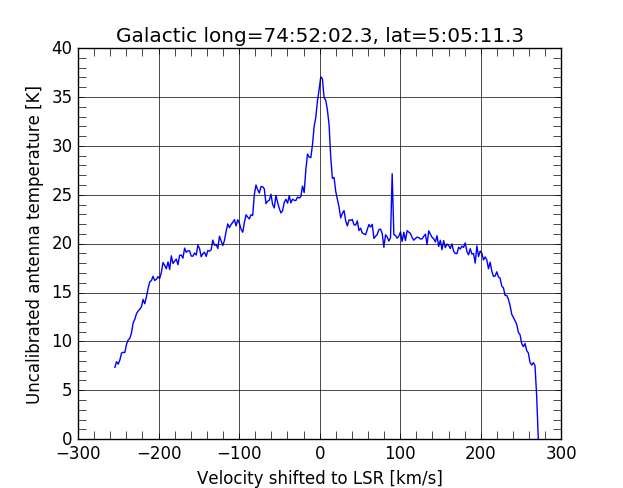 Galactic long=74:52:02.3, lat=5:05:11.3
Uncalibrated antenna temperature [K]
40
35
30
25
20
15
10
5
0
−300 −200 −100 0 100 200 300
Velocity shifted to LSR [km/s]